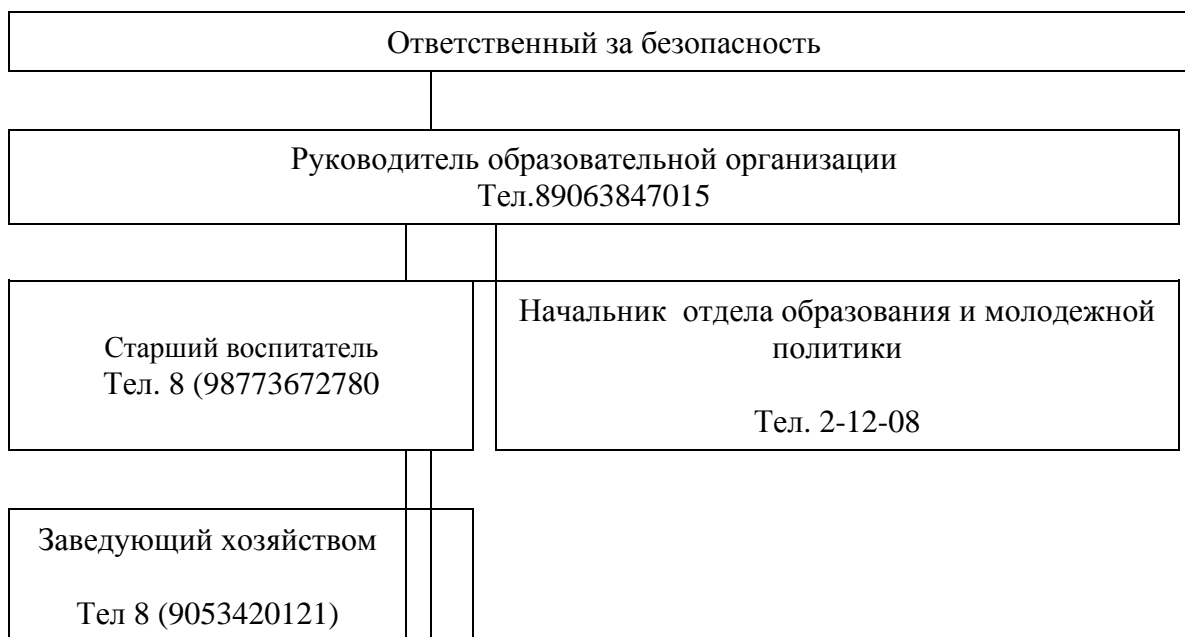 Ответственный за безопасность
Руководитель образовательной организации
Тел.89063847015
Старший воспитатель
Тел. 8 (98773672780
Начальник отдела образования и молодежной
политики
Тел. 2-12-08
Заведующий хозяйством
Тел 8 (9053420121)